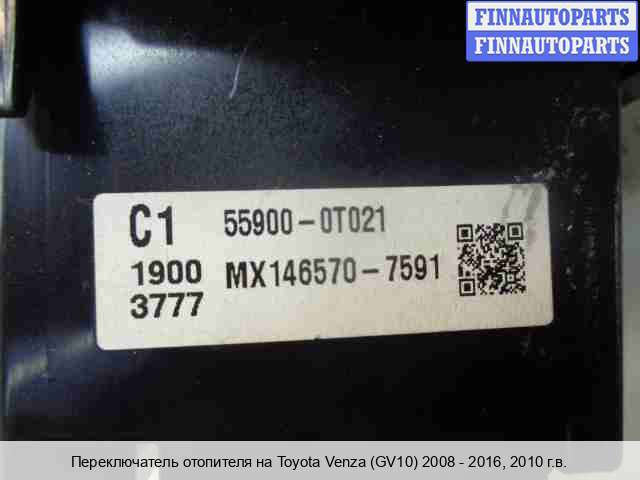 FINNAUTOPARTS
FINNAUTOPARTS
C1 55900-0T021
1900 MX146570-7591
3777
Переключатель отопителя на Toyota Venza (GV10) 2008 - 2016, 2010 г.в.